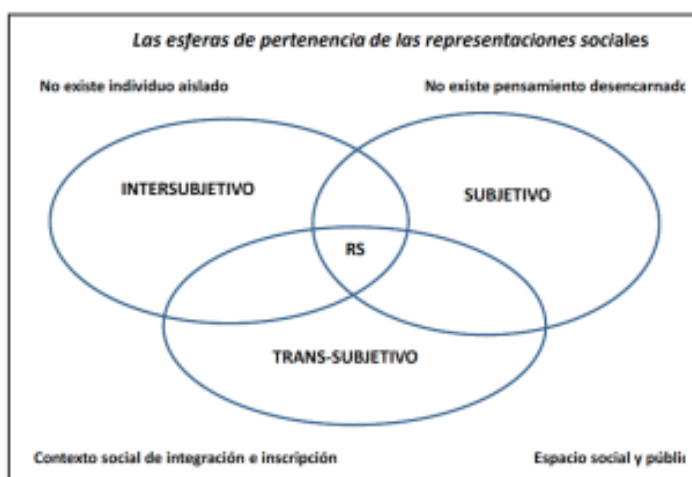 Las esferas de pertenencia de las representaciones sociales
No existe individuo aislado
No existe pensamiento desencarnado
INTERSUBJETIVO
SUBJETIVO
RS
TRANS-SUBJETIVO
Contexto social de integración e inscripción
Espacio social y públic